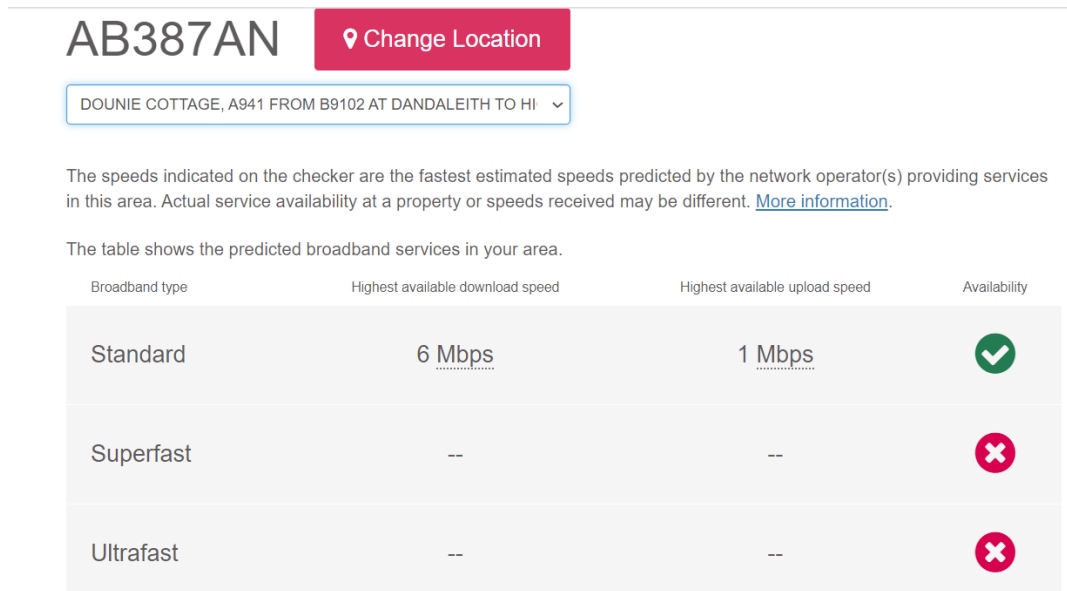 AB387AN
Change Location
DOUNIE COTTAGE, A941 FROM B9102 AT DANDALEITH TO HI
The speeds indicated on the checker are the fastest estimated speeds predicted by the network operator(s) providing services
in this area. Actual service availability at a property or speeds received may be different. More information.
The table shows the predicted broadband services in your area.
Broadband type Highest available download speed Highest available upload speed Availability
Standard 6 Mbps 1 Mbps
Superfast -- --
Ultrafast -- --